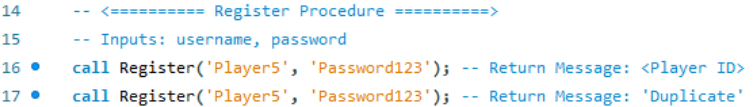 14 -- <========== Register Procedure ==========>
15 -- Inputs: username, password
16 call Register('Player5', 'Password123'); -- Return Message: <Player ID>
17 call Register('Player5', 'Password123'); -- Return Message: 'Duplicate'